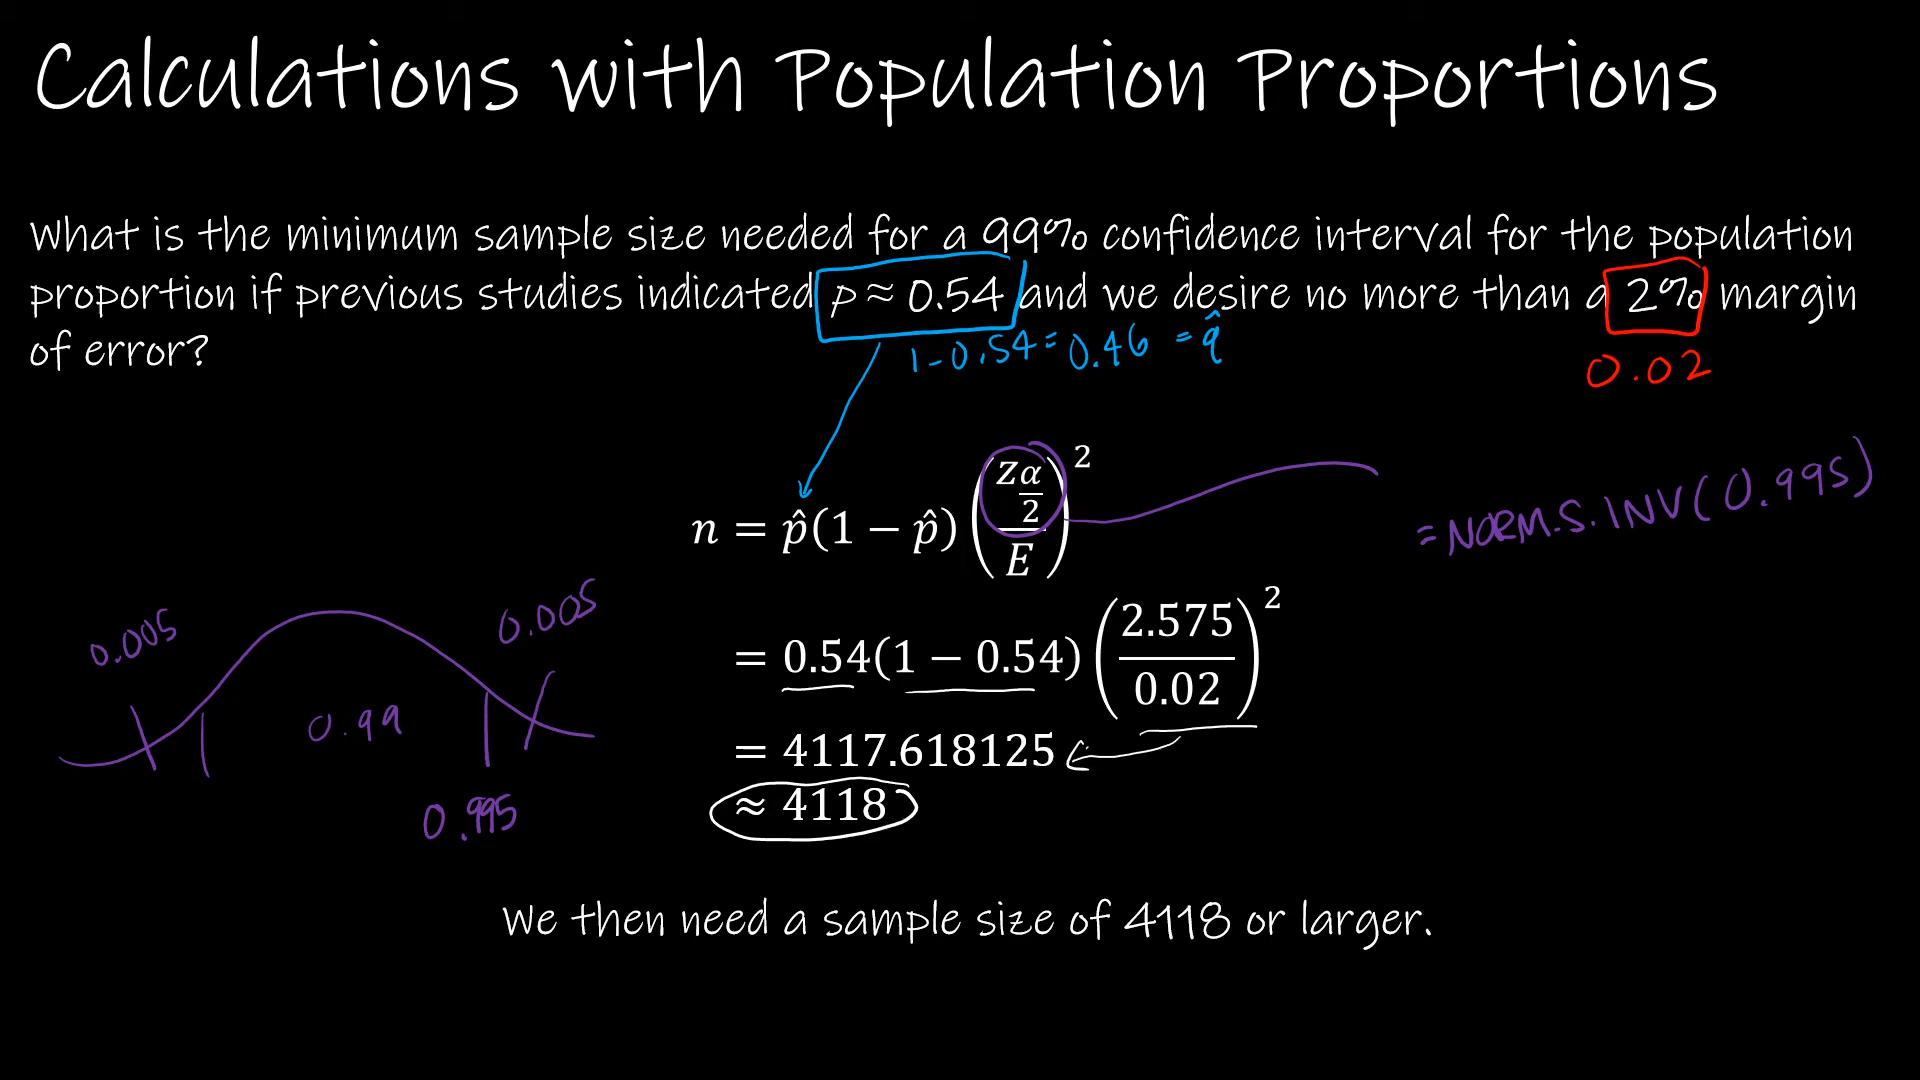 Calculations with Population Proportions
What is the minimum sample size needed for a 99% confidence interval for the population
proportion if previous studies indicated p ≈ 0.54 and we desire no more than a 2% margin
of error?
1-0.54 = 0.46 = q̂
0.02
n = p̂(1 − p̂) (z_{α/2} / E)²
= NORM.S.INV(0.995)
0.005
0.005
0.99
0.995
= 0.54(1 − 0.54) (2.575 / 0.02)²
= 4117.618125
≈ 4118
We then need a sample size of 4118 or larger.